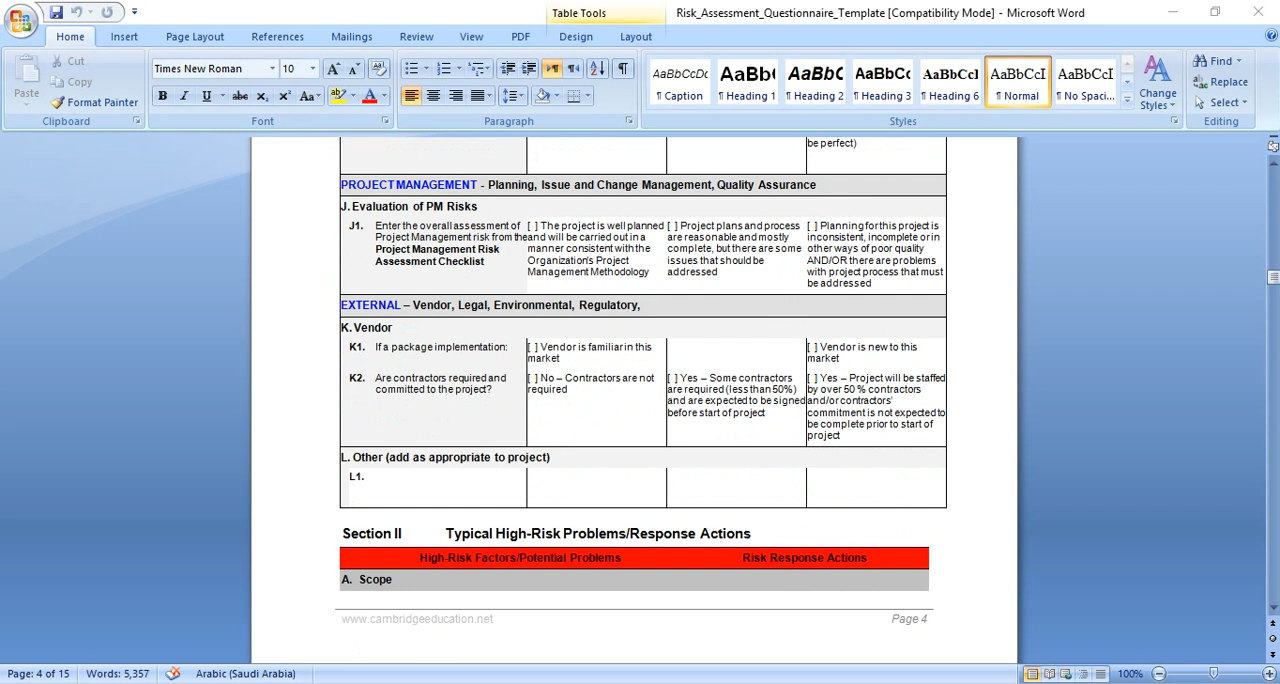 Table Tools
Risk_Assessment_Questionnaire_Template [Compatibility Mode] - Microsoft Word
Home Insert Page Layout References Mailings Review View PDF Design Layout
Paste
Cut
Copy
Format Painter
Clipboard
Times New Roman 10
Font
Paragraph
AaBbCcDc AaBb( AaBbC AaBbCc AaBbCcI AaBbCcI AaBbCcI
¶ Caption ¶ Heading 1 ¶ Heading 2 ¶ Heading 3 ¶ Heading 6 ¶ Normal ¶ No Spaci...
Change Styles
Styles
Find
Replace
Select
Editing
be perfect)
PROJECT MANAGEMENT - Planning, Issue and Change Management, Quality Assurance
J. Evaluation of PM Risks
J1. Enter the overall assessment of
Project Management risk from the
Project Management Risk
Assessment Checklist
[ ] The project is well planned
and will be carried out in a
manner consistent with the
Organization's Project
Management Methodology
[ ] Project plans and process
are reasonable and mostly
complete, but there are some
issues that should be
addressed
[ ] Planning for this project is
inconsistent, incomplete or in
other ways of poor quality
AND/OR there are problems
with project process that must
be addressed
EXTERNAL – Vendor, Legal, Environmental, Regulatory,
K. Vendor
K1. If a package implementation:
[ ] Vendor is familiar in this
market
[ ] Vendor is new to this
market
K2. Are contractors required and
committed to the project?
[ ] No – Contractors are not
required
[ ] Yes – Some contractors
are required (less than 50%)
and are expected to be signed
before start of project
[ ] Yes – Project will be staffed
by over 50 % contractors
and/or contractors'
commitment is not expected to
be complete prior to start of
project
L. Other (add as appropriate to project)
L1.
Section II Typical High-Risk Problems/Response Actions
High-Risk Factors/Potential Problems Risk Response Actions
A. Scope
www.cambridgeeducation.net Page 4
Page: 4 of 15 Words: 5,357 Arabic (Saudi Arabia) 100%